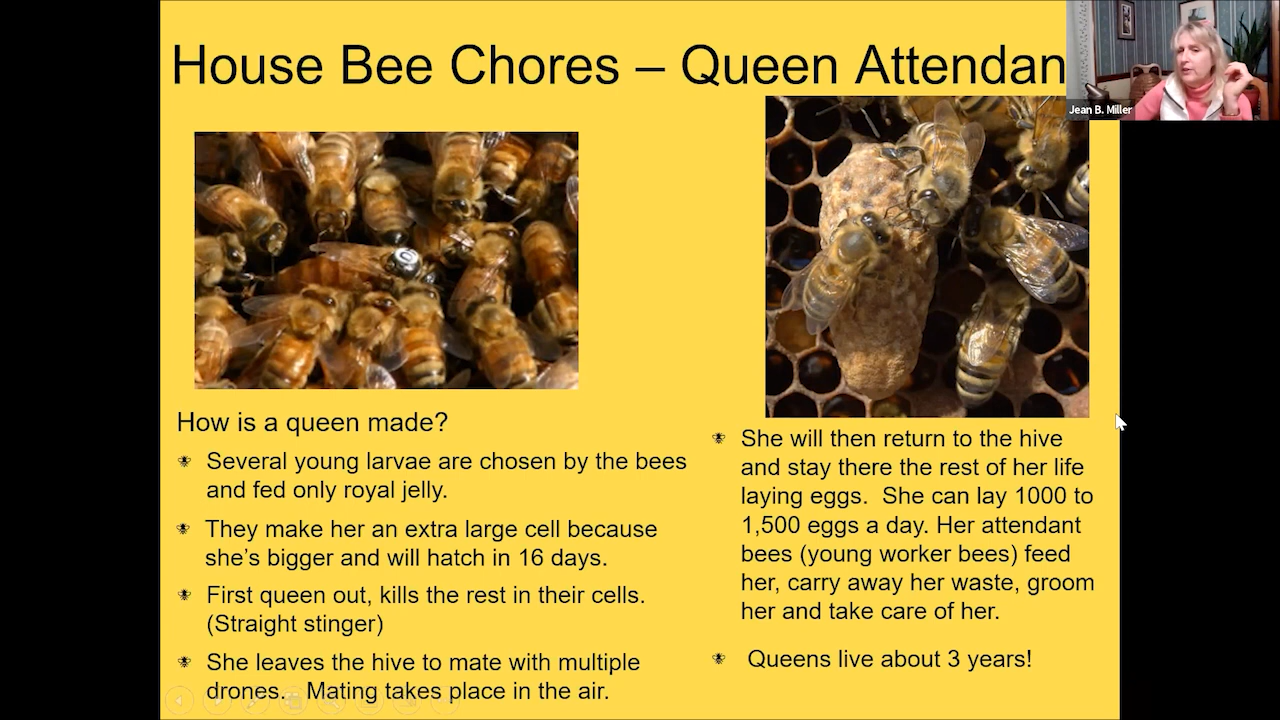 House Bee Chores – Queen Attendan
Jean B. Miller
How is a queen made?
Several young larvae are chosen by the bees
and fed only royal jelly.
They make her an extra large cell because
she's bigger and will hatch in 16 days.
First queen out, kills the rest in their cells.
(Straight stinger)
She leaves the hive to mate with multiple
drones. Mating takes place in the air.
She will then return to the hive
and stay there the rest of her life
laying eggs. She can lay 1000 to
1,500 eggs a day. Her attendant
bees (young worker bees) feed
her, carry away her waste, groom
her and take care of her.
Queens live about 3 years!